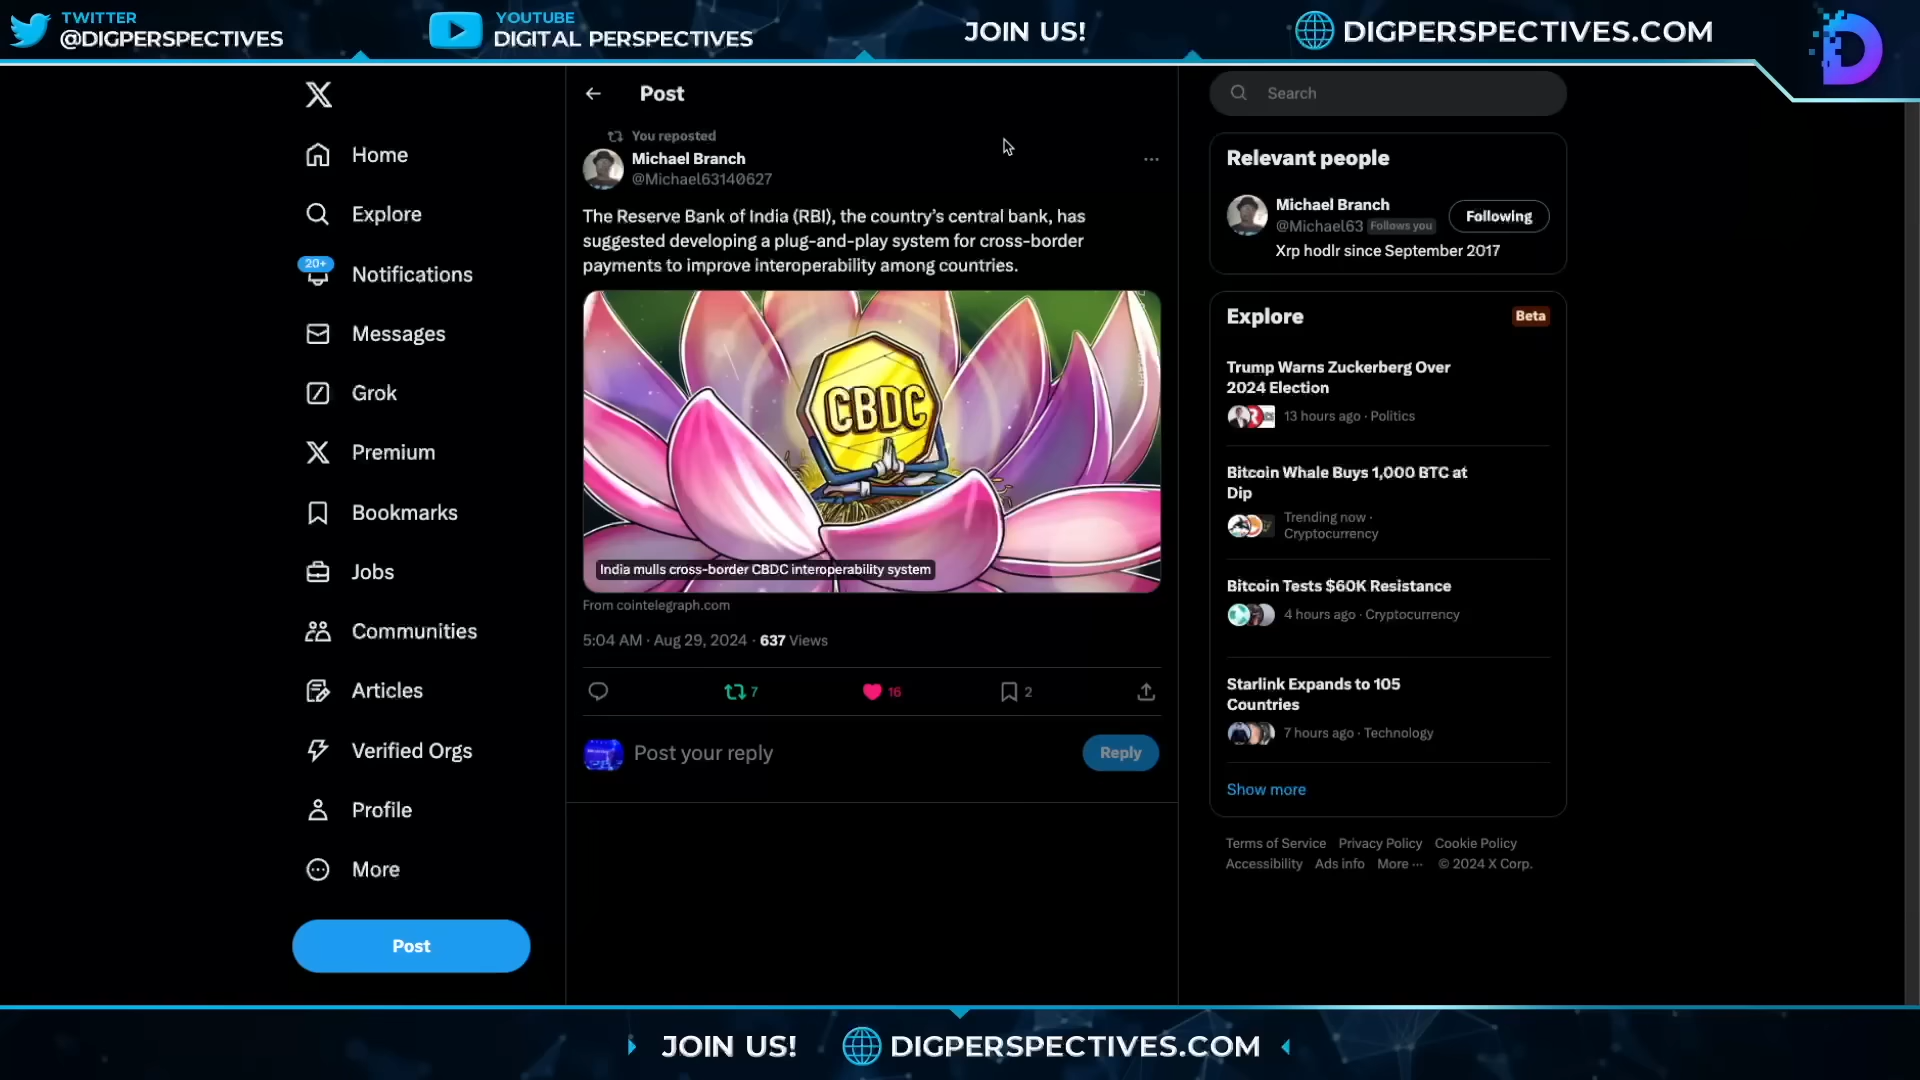 TWITTER
@DIGPERSPECTIVES
YOUTUBE
DIGITAL PERSPECTIVES
JOIN US!
DIGPERSPECTIVES.COM
Home
Explore
20+
Notifications
Messages
Grok
Premium
Bookmarks
Jobs
Communities
Articles
Verified Orgs
Profile
More
Post
Post
You reposted
Michael Branch
@Michael63140627
The Reserve Bank of India (RBI), the country's central bank, has
suggested developing a plug-and-play system for cross-border
payments to improve interoperability among countries.
CBDC
India mulls cross-border CBDC interoperability system
From cointelegraph.com
5:04 AM · Aug 29, 2024 · 637 Views
7
16
2
Post your reply
Reply
Search
Relevant people
Michael Branch
@Michael63 Follows you
Following
Xrp hodlr since September 2017
Explore
Beta
Trump Warns Zuckerberg Over
2024 Election
13 hours ago · Politics
Bitcoin Whale Buys 1,000 BTC at
Dip
Trending now ·
Cryptocurrency
Bitcoin Tests $60K Resistance
4 hours ago · Cryptocurrency
Starlink Expands to 105
Countries
7 hours ago · Technology
Show more
Terms of Service Privacy Policy Cookie Policy
Accessibility Ads info More ··· © 2024 X Corp.
JOIN US!
DIGPERSPECTIVES.COM